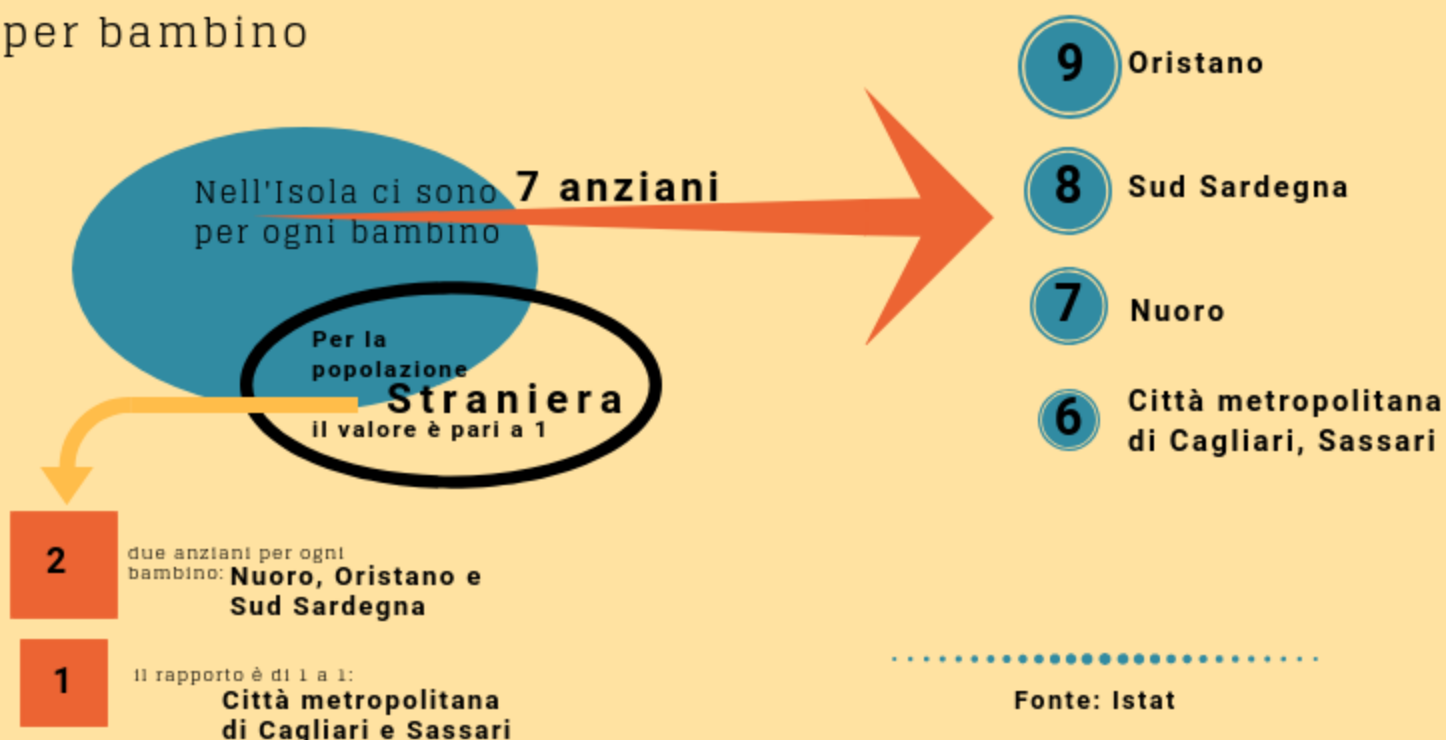 per bambino
Nell'Isola ci sono 7 anziani
per ogni bambino
Per la
popolazione
Straniera
il valore è pari a 1
2
due anziani per ogni
bambino: Nuoro, Oristano e
Sud Sardegna
1
il rapporto è di 1 a 1:
Città metropolitana
di Cagliari e Sassari
9 Oristano
8 Sud Sardegna
7 Nuoro
6 Città metropolitana
di Cagliari, Sassari
Fonte: Istat